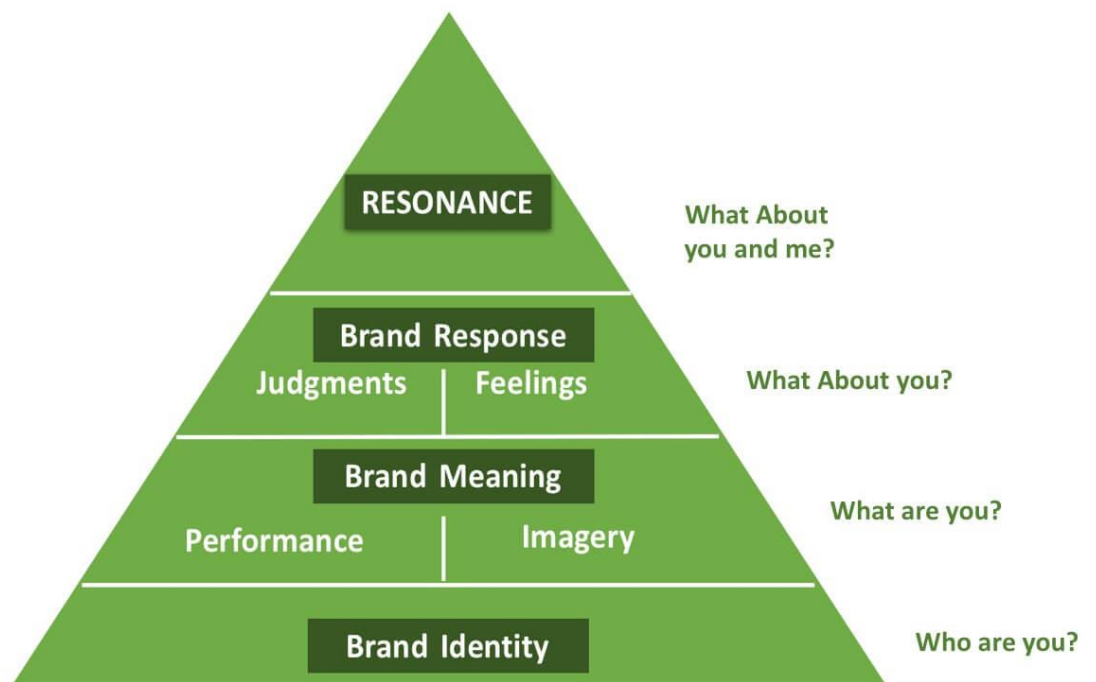 RESONANCE
What About
you and me?
Brand Response
Judgments Feelings
What About you?
Brand Meaning
Performance Imagery
What are you?
Brand Identity
Who are you?